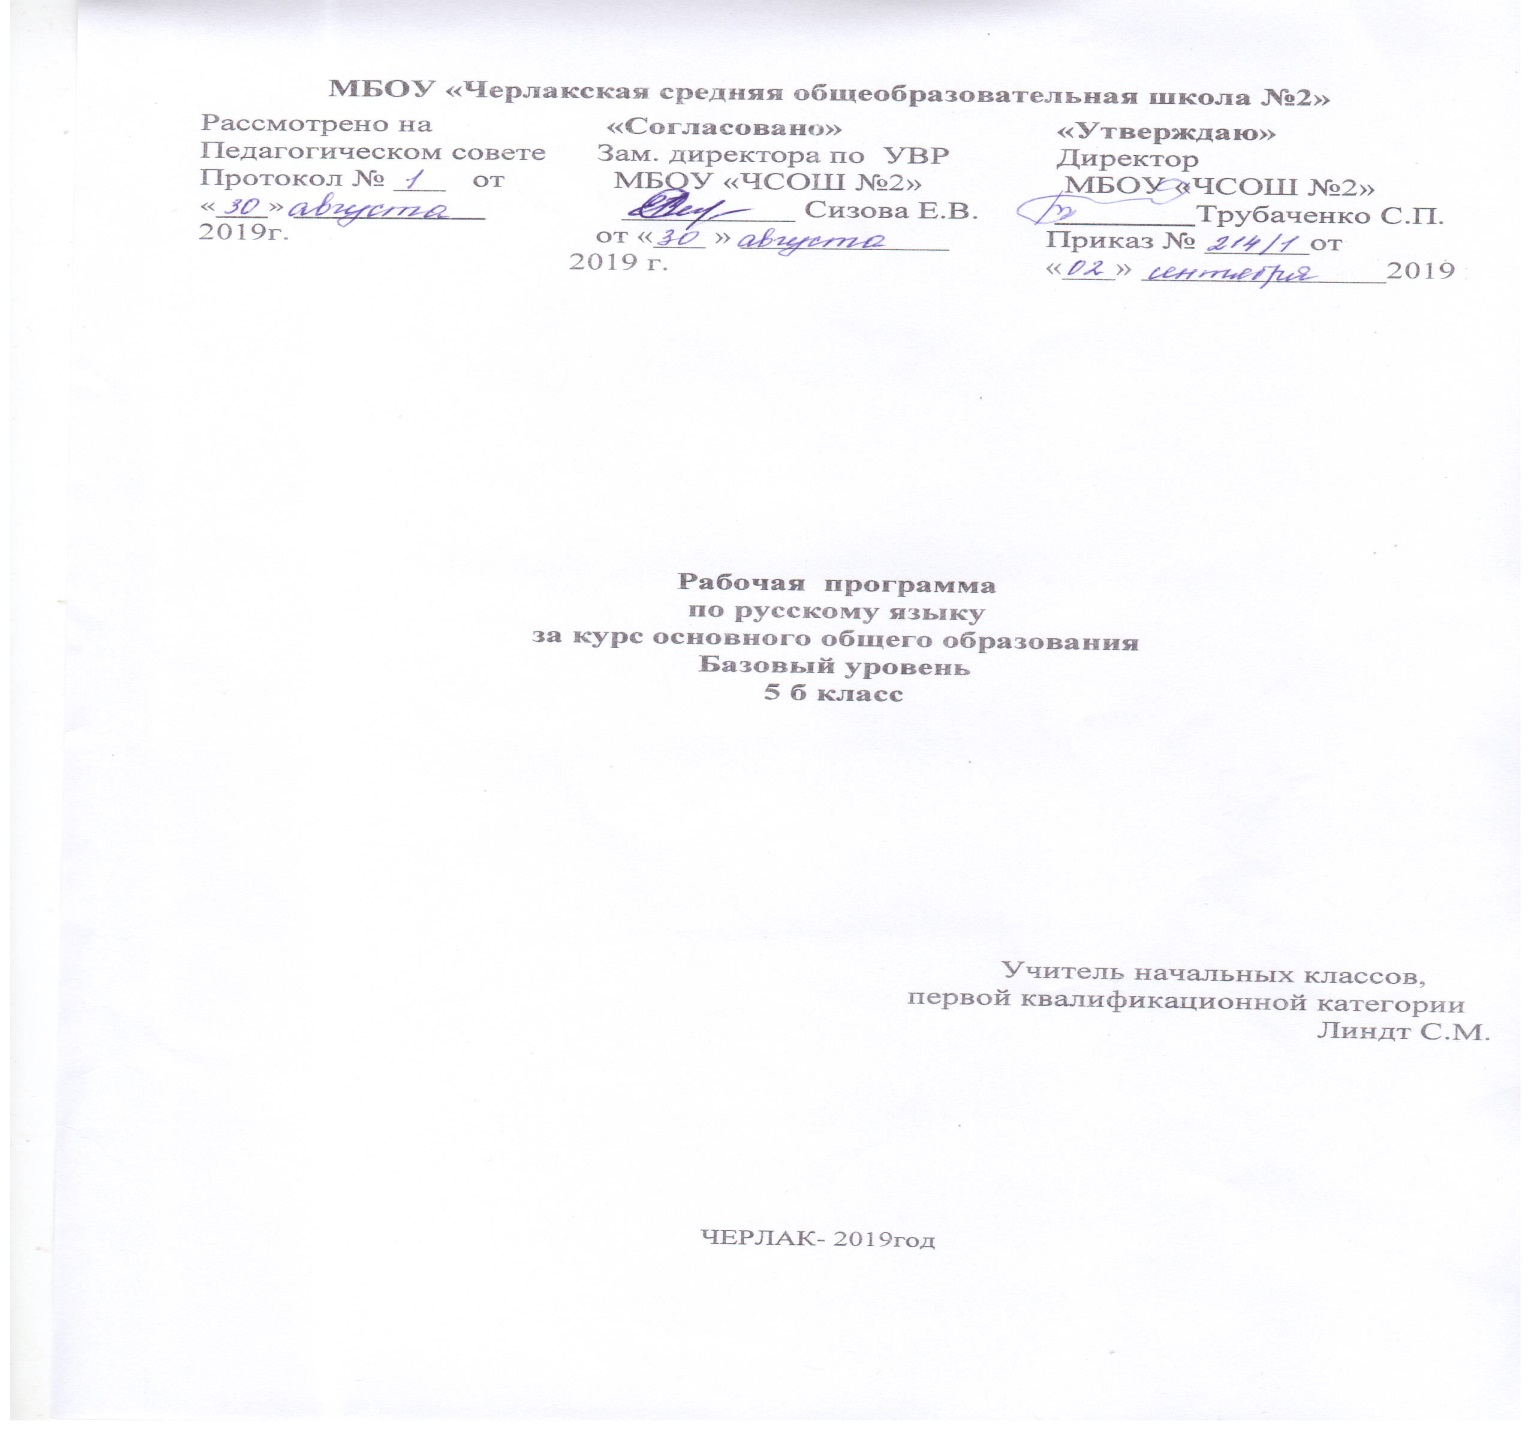 МБОУ «Черлакская средняя общеобразовательная школа №2»
Рассмотрено на
Педагогическом совете
Протокол № 1 от
«30» августа
2019г.
«Согласовано»
Зам. директора по УВР
МБОУ «ЧСОШ №2»
Сизова Е.В.
от «30 » августа
2019 г.
«Утверждаю»
Директор
МБОУ «ЧСОШ №2»
Трубаченко С.П.
Приказ № 214/1 от
«02» сентября 2019
Рабочая программа
по русскому языку
за курс основного общего образования
Базовый уровень
5 б класс
Учитель начальных классов,
первой квалификационной категории
Линдт С.М.
ЧЕРЛАК- 2019год